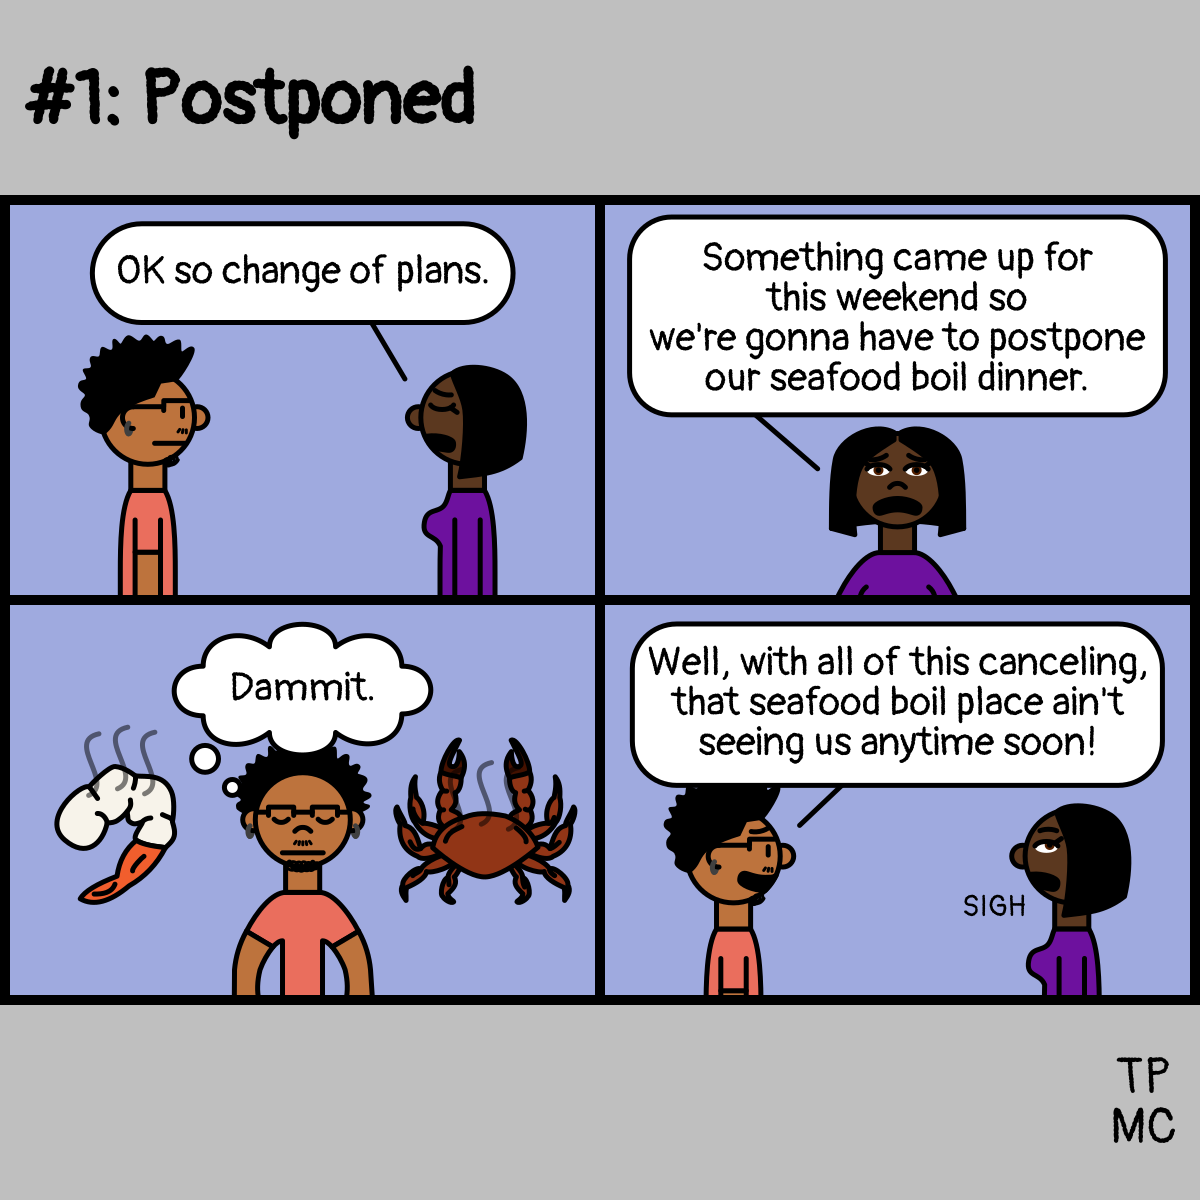 #1: Postponed
OK so change of plans.
Something came up for
this weekend so
we're gonna have to postpone
our seafood boil dinner.
Dammit.
Well, with all of this canceling,
that seafood boil place ain't
seeing us anytime soon!
SIGH
TP
MC